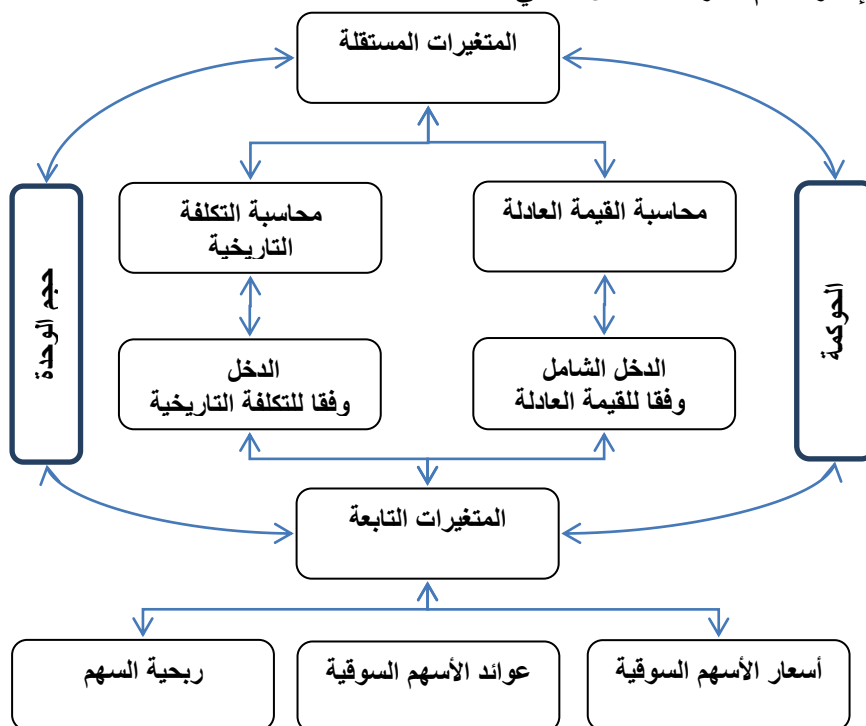 المتغيرات المستقلة
محاسبة القيمة العادلة
محاسبة التكلفة
التاريخية
الحوكمة
حجم الوحدة
الدخل الشامل
وفقا للقيمة العادلة
الدخل
وفقا للتكلفة التاريخية
المتغيرات التابعة
أسعار الأسهم السوقية
عوائد الأسهم السوقية
ربحية السهم